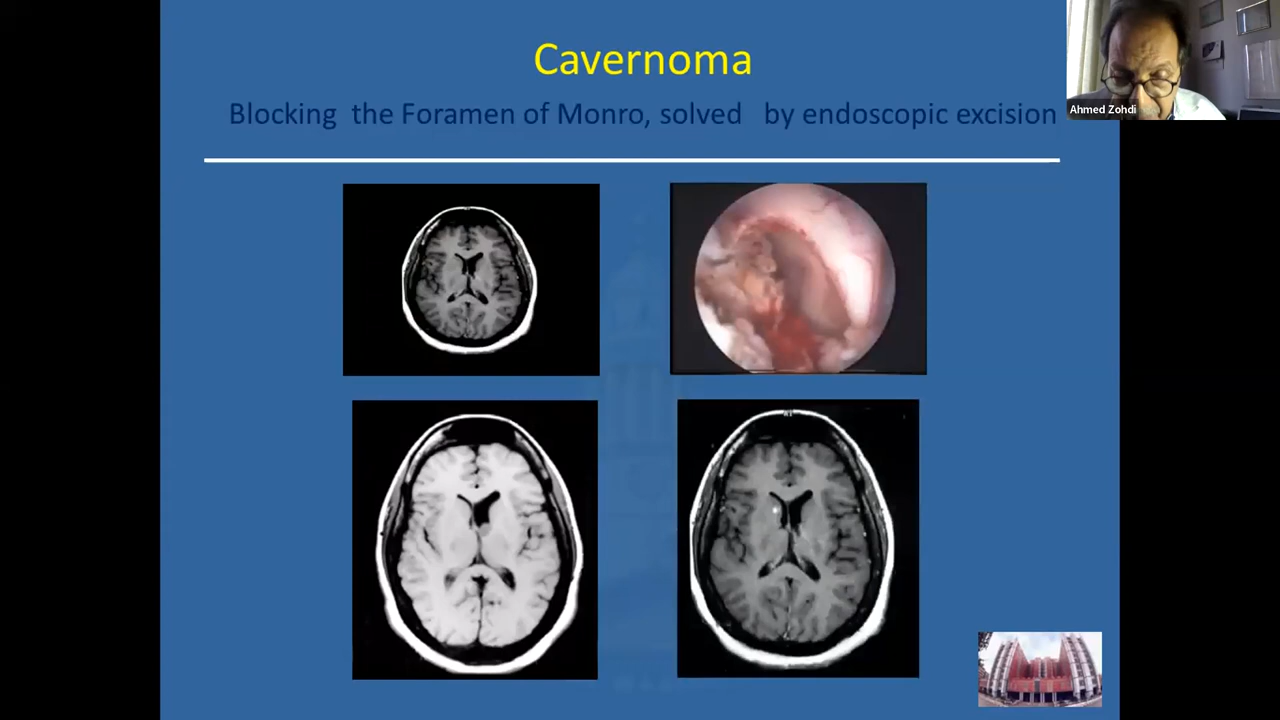 Cavernoma
Blocking the Foramen of Monro, solved by endoscopic excision
Ahmed Zohdi